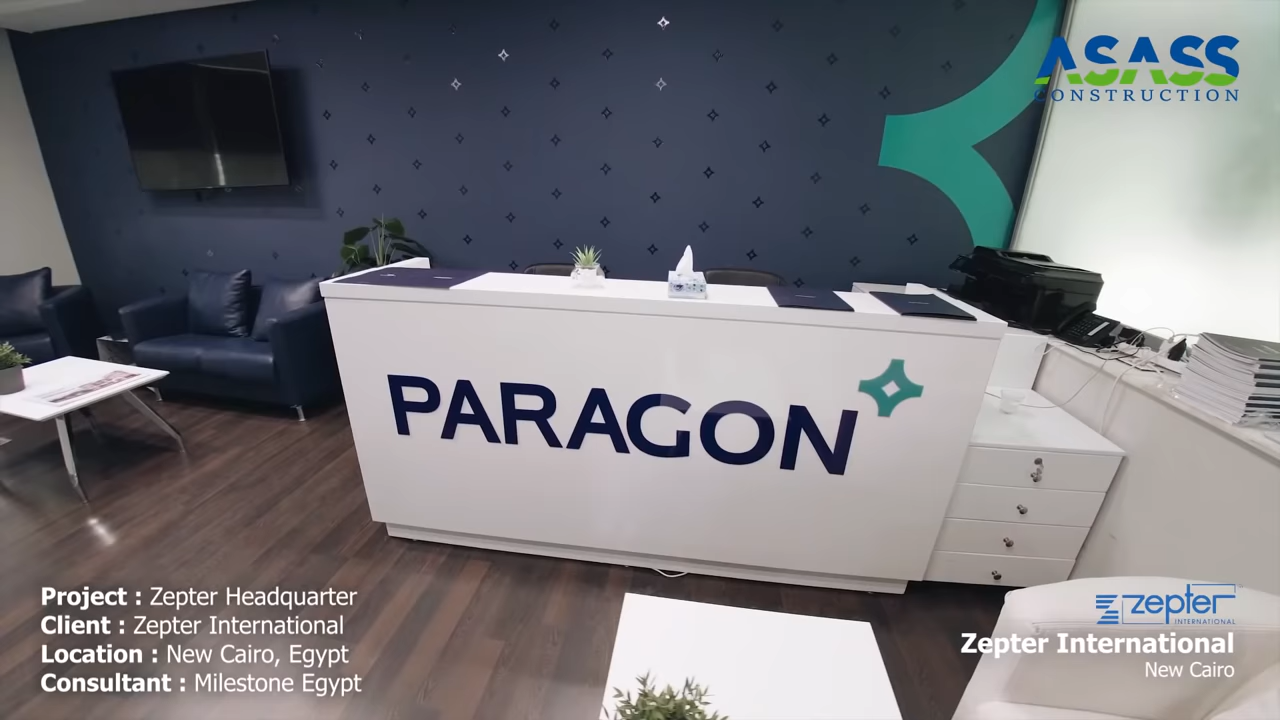 ASASS
CONSTRUCTION
PARAGON
Project : Zepter Headquarter
Client : Zepter International
Location : New Cairo, Egypt
Consultant : Milestone Egypt
zepter
INTERNATIONAL
Zepter International
New Cairo